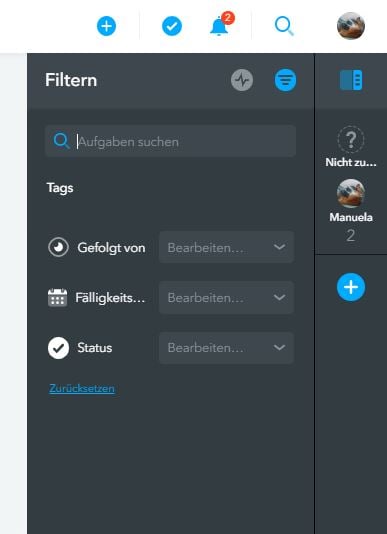 2
Filtern
Aufgaben suchen
?
Nicht zu...
Tags
Manuela
2
Gefolgt von
Bearbeiten...
Fälligkeits...
Bearbeiten...
Status
Bearbeiten...
Zurücksetzen